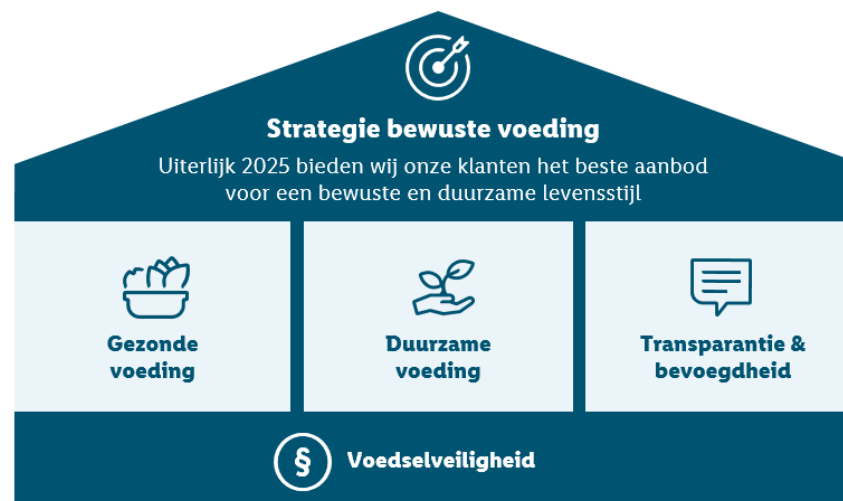 Strategie bewuste voeding
Uiterlijk 2025 bieden wij onze klanten het beste aanbod
voor een bewuste en duurzame levensstijl
Gezonde
voeding
Duurzame
voeding
Transparantie &
bevoegdheid
§ Voedselveiligheid